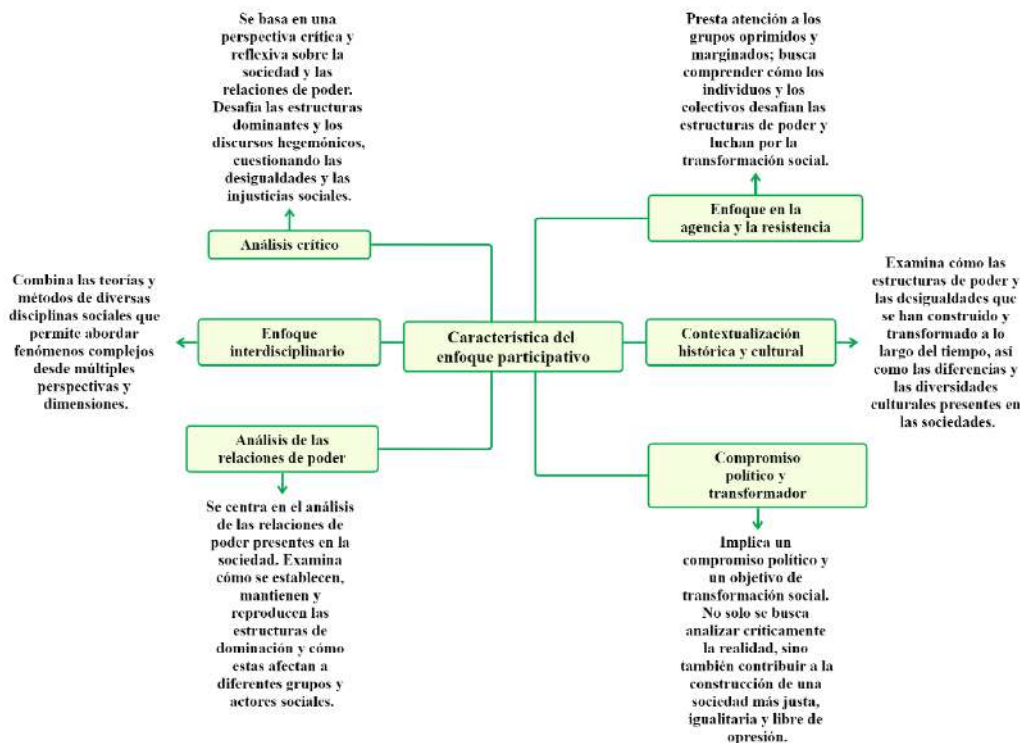 Se basa en una
perspectiva crítica y
reflexiva sobre la
sociedad y las
relaciones de poder.
Desafía las estructuras
dominantes y los
discursos hegemónicos,
cuestionando las
desigualdades y las
injusticias sociales.
Análisis crítico
Combina las teorías y
métodos de diversas
disciplinas sociales que
permite abordar
fenómenos complejos
desde múltiples
perspectivas y
dimensiones.
Enfoque
interdisciplinario
Análisis de las
relaciones de poder
Se centra en el análisis
de las relaciones de
poder presentes en la
sociedad. Examina
cómo se establecen,
mantienen y
reproducen las
estructuras de
dominación y cómo
estas afectan a
diferentes grupos y
actores sociales.
Característica del
enfoque participativo
Presta atención a los
grupos oprimidos y
marginados; busca
comprender cómo los
individuos y los
colectivos desafían las
estructuras de poder y
luchan por la
transformación social.
Enfoque en la
agencia y la resistencia
Contextualización
histórica y cultural
Examina cómo las
estructuras de poder y
las desigualdades que
se han construido y
transformado a lo
largo del tiempo, así
como las diferencias y
las diversidades
culturales presentes en
las sociedades.
Compromiso
político y
transformador
Implica un
compromiso político y
un objetivo de
transformación social.
No solo se busca
analizar críticamente
la realidad, sino
también contribuir a la
construcción de una
sociedad más justa,
igualitaria y libre de
opresión.